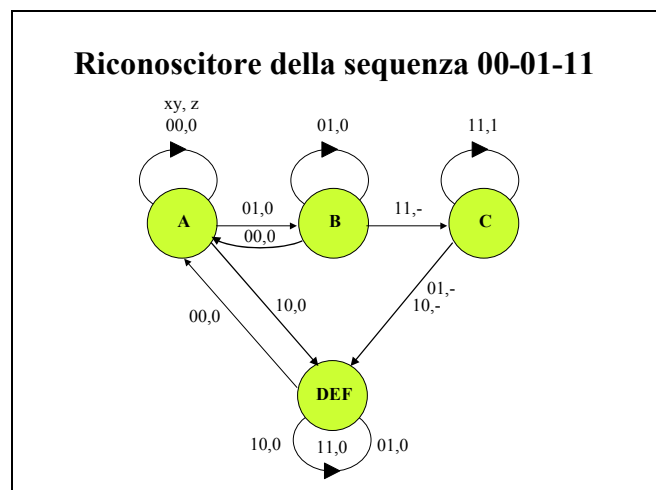 Riconoscitore della sequenza 00-01-11
xy, z
00,0
01,0
11,1
A
01,0
B
11,-
C
00,0
00,0
10,0
01,-
10,-
DEF
10,0
11,0
01,0